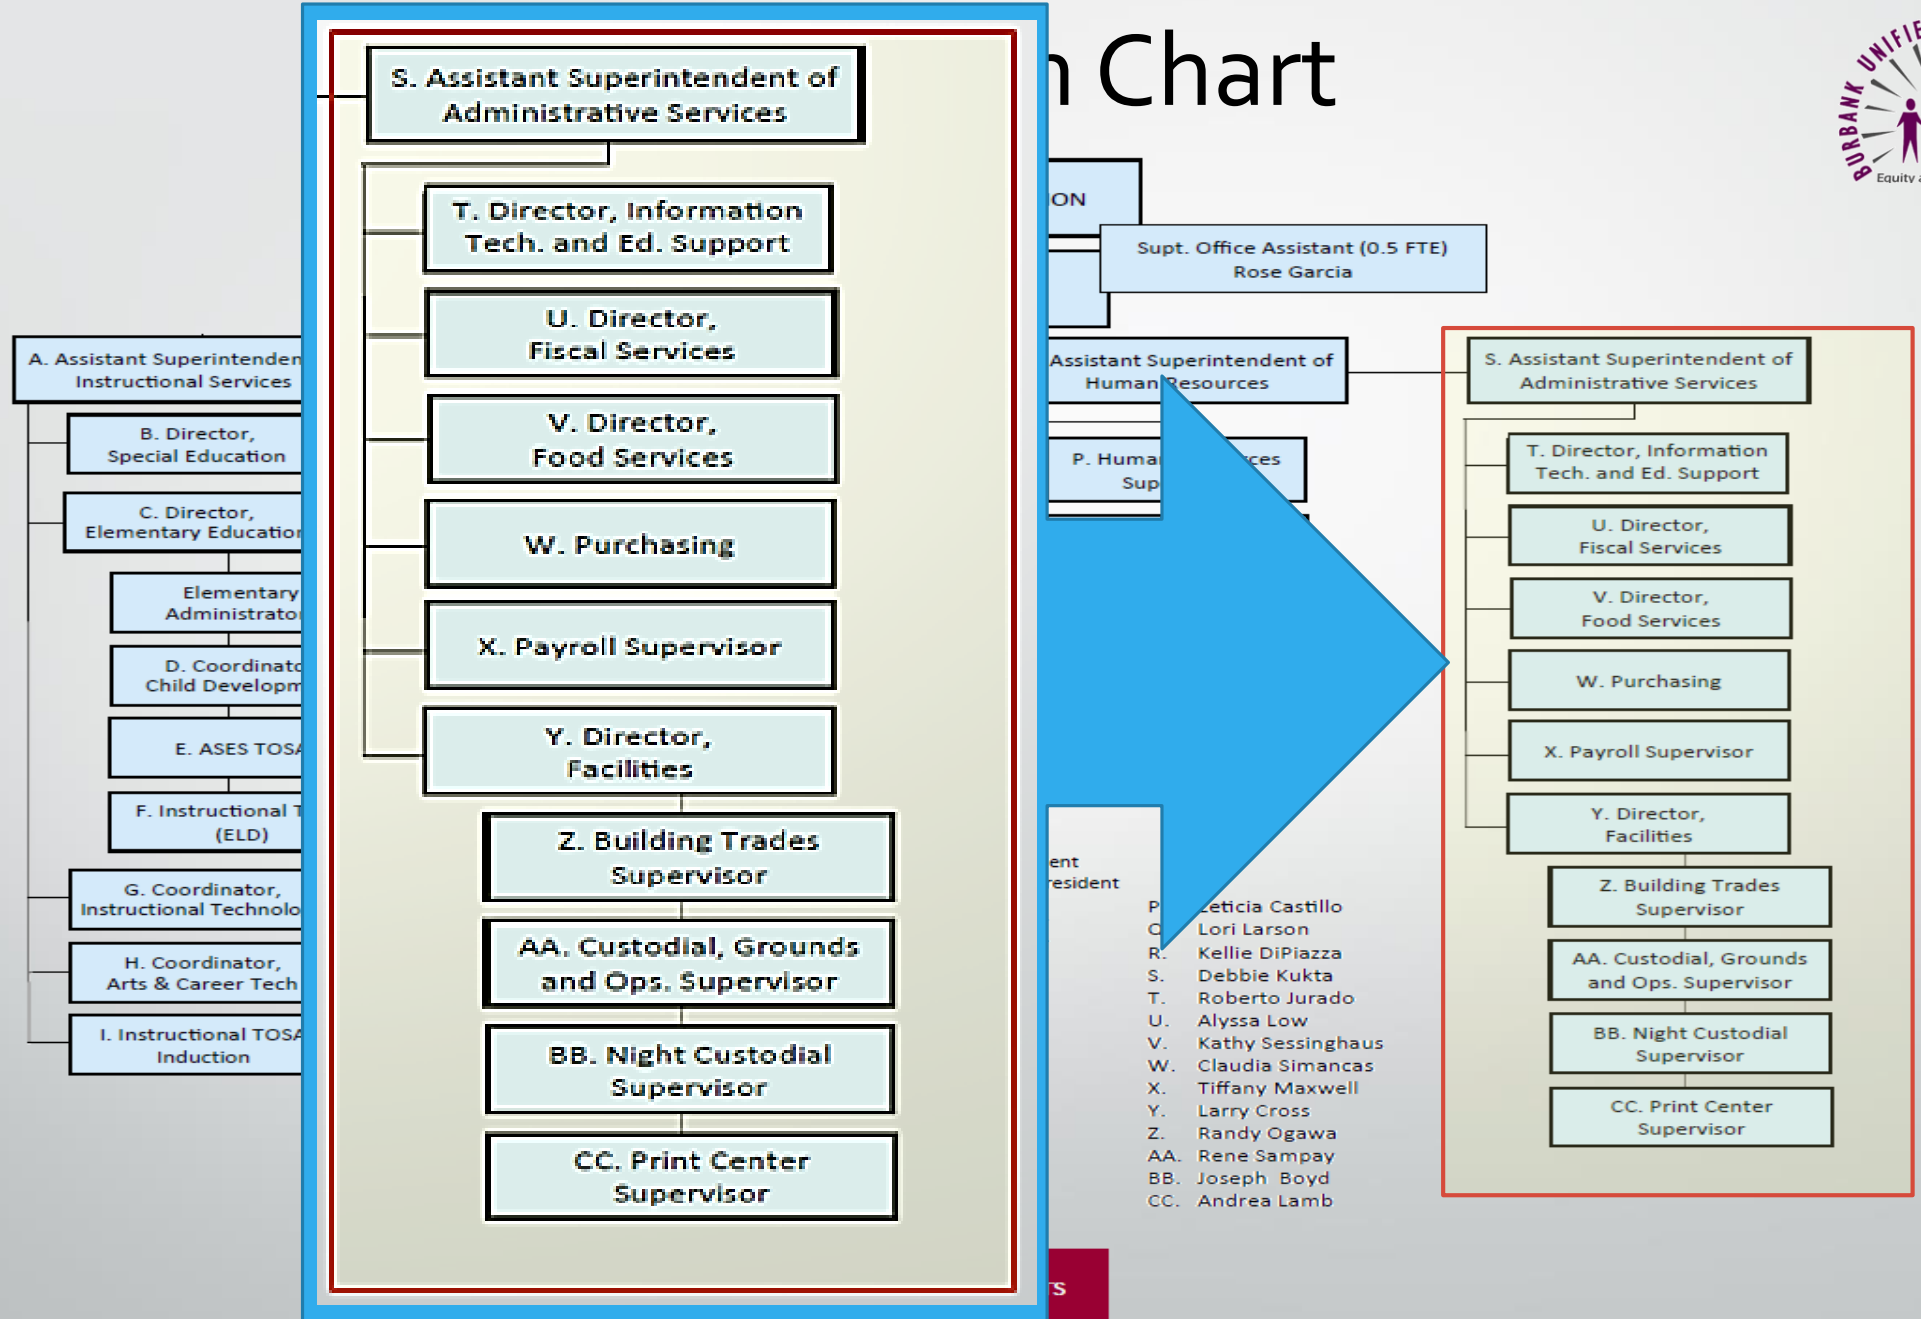 Chart
BURBANK UNIFIE
Equity a
S. Assistant Superintendent of
Administrative Services
T. Director, Information
Tech. and Ed. Support
U. Director,
Fiscal Services
V. Director,
Food Services
W. Purchasing
X. Payroll Supervisor
Y. Director,
Facilities
Z. Building Trades
Supervisor
AA. Custodial, Grounds
and Ops. Supervisor
BB. Night Custodial
Supervisor
CC. Print Center
Supervisor
ION
Supt. Office Assistant (0.5 FTE)
Rose Garcia
A. Assistant Superintenden
Instructional Services
B. Director,
Special Education
C. Director,
Elementary Educatio
Elementary
Administrato
D. Coordinat
Child Developm
E. ASES TOSA
F. Instructional T
(ELD)
G. Coordinator,
Instructional Technolo
H. Coordinator,
Arts & Career Tech
I. Instructional TOSA
Induction
Assistant Superintendent of
Human Resources
P. Huma ces
Sup
ent
resident
P Leticia Castillo
Lori Larson
R. Kellie DiPiazza
S. Debbie Kukta
T. Roberto Jurado
U. Alyssa Low
V. Kathy Sessinghaus
W. Claudia Simancas
X. Tiffany Maxwell
Y. Larry Cross
Z. Randy Ogawa
AA. Rene Sampay
BB. Joseph Boyd
CC. Andrea Lamb
S. Assistant Superintendent of
Administrative Services
T. Director, Information
Tech. and Ed. Support
U. Director,
Fiscal Services
V. Director,
Food Services
W. Purchasing
X. Payroll Supervisor
Y. Director,
Facilities
Z. Building Trades
Supervisor
AA. Custodial, Grounds
and Ops. Supervisor
BB. Night Custodial
Supervisor
CC. Print Center
Supervisor
TS